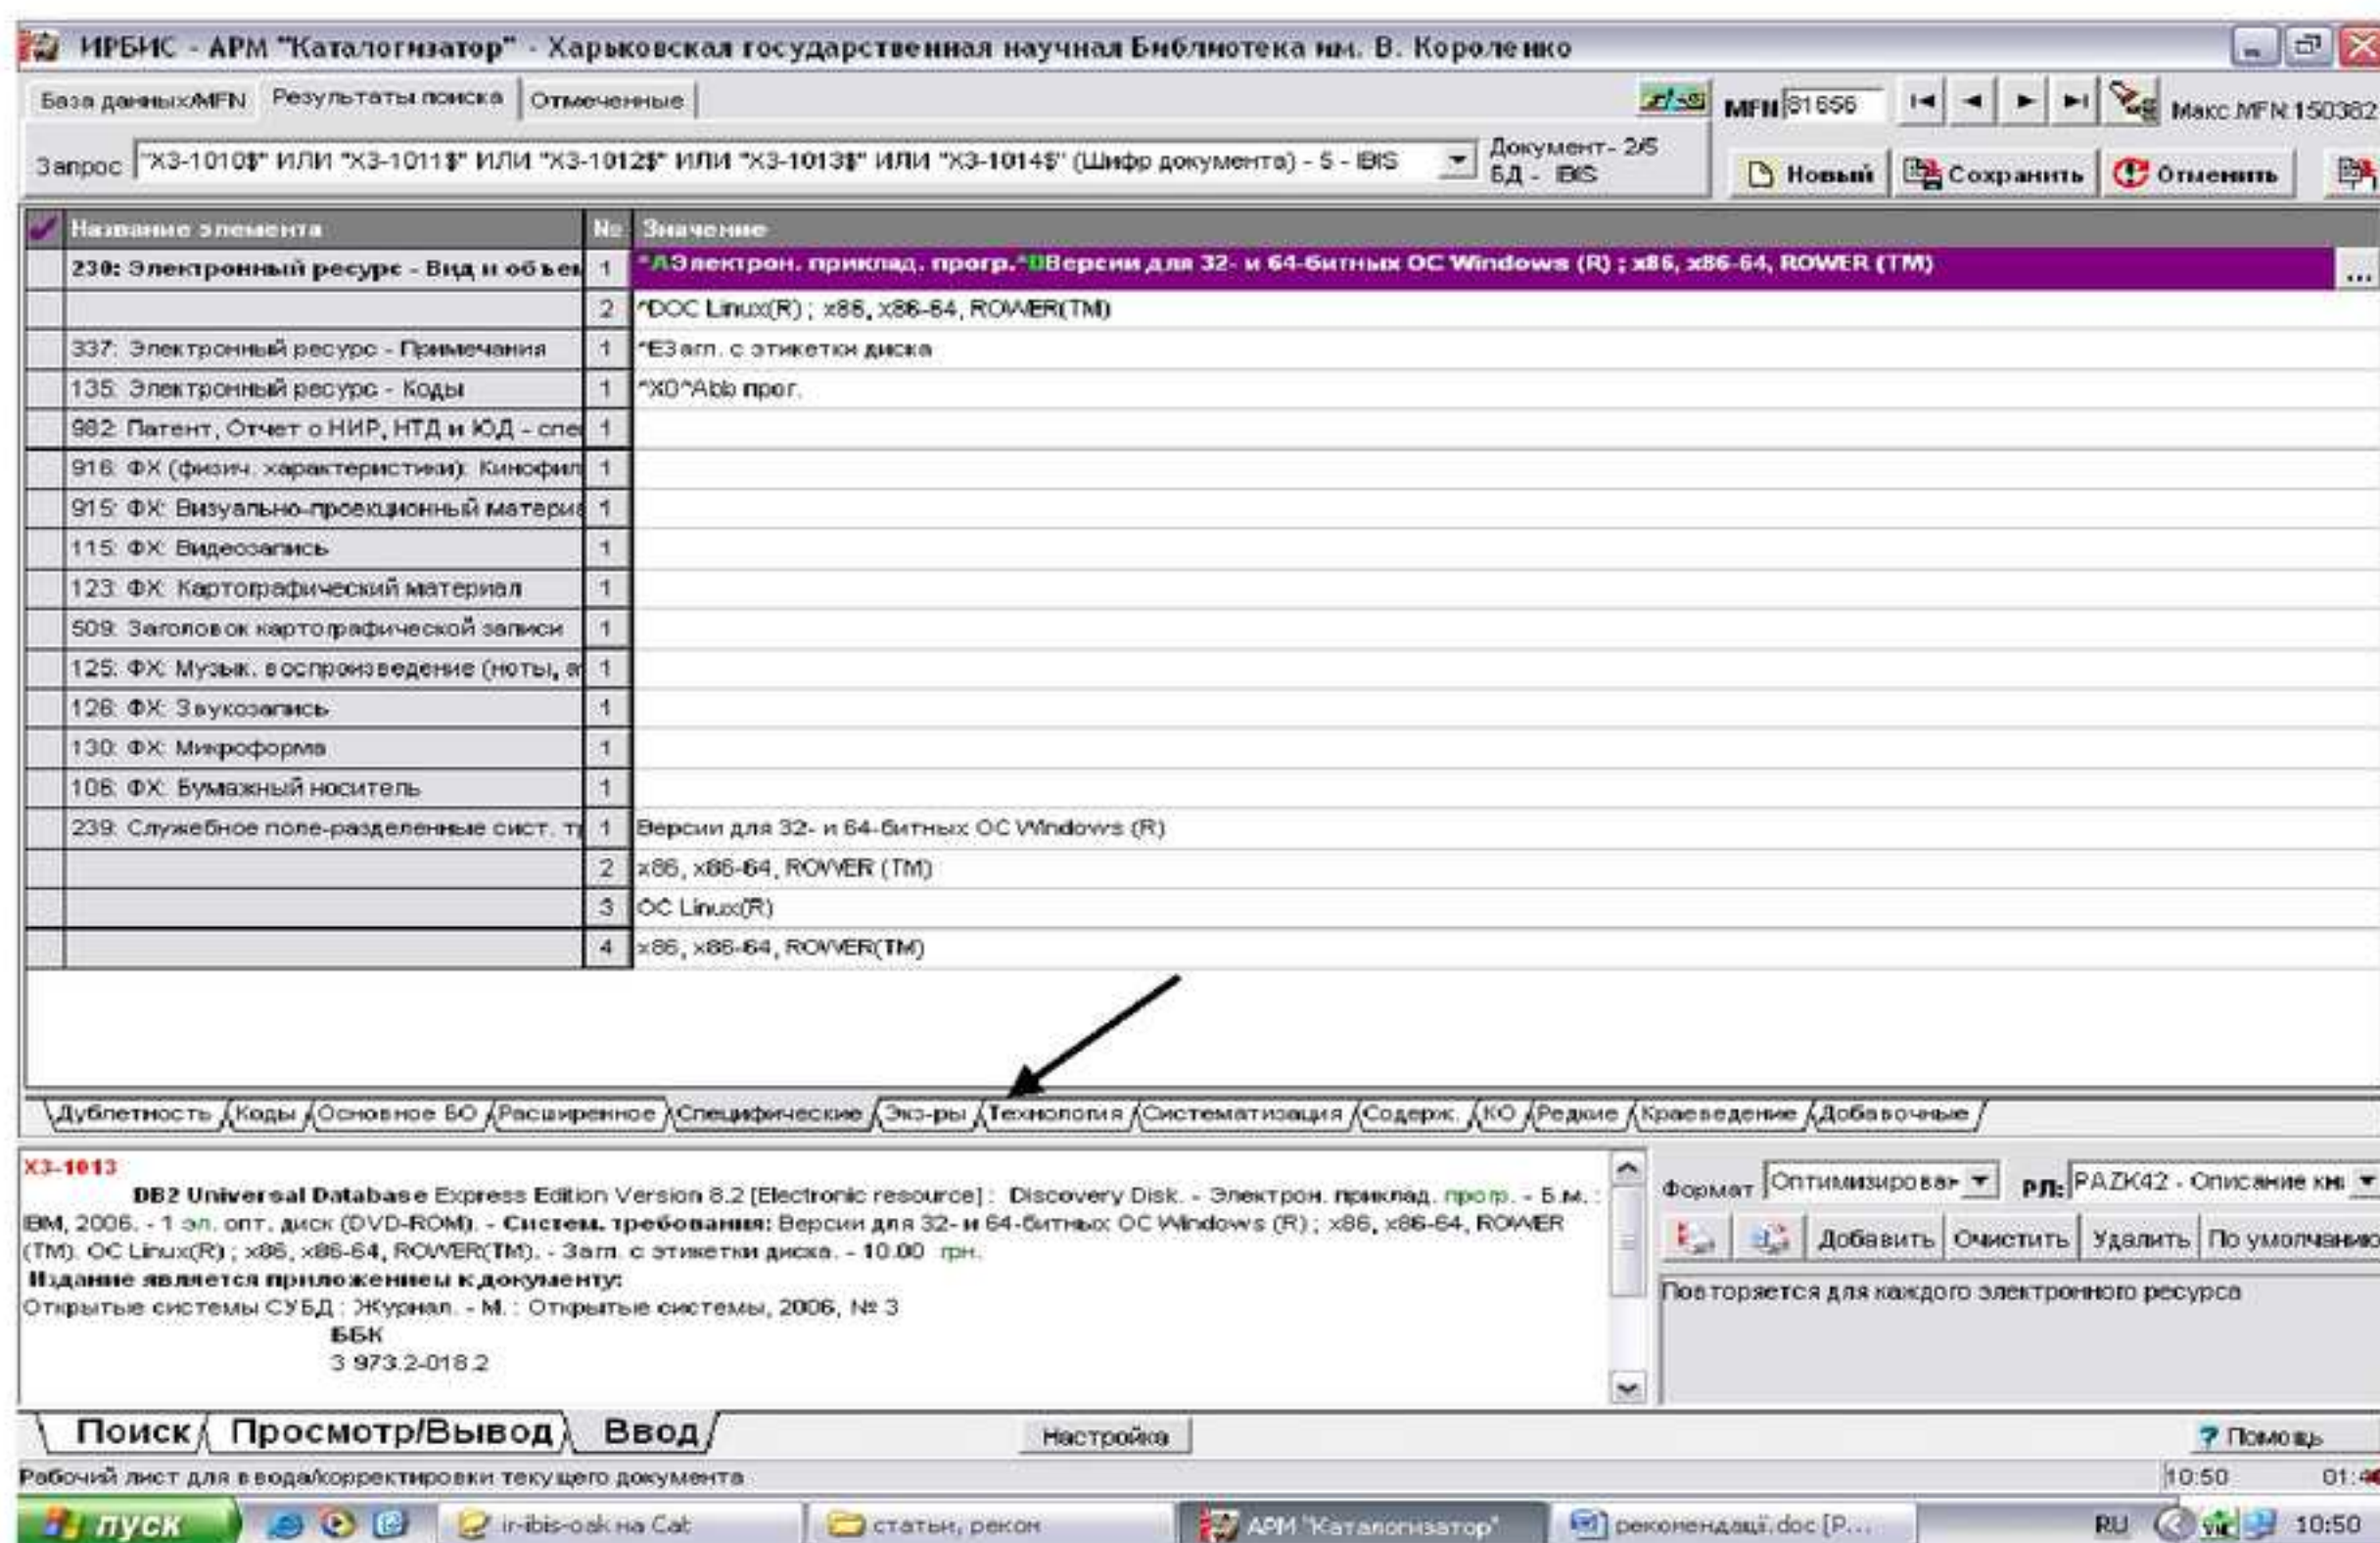 ИРБИС - АРМ "Каталогизатор" - Харьковская государственная научная Библиотека им. В. Короленко
База данных/MFN Результаты поиска Отмеченные
MFN 81656 Макс.MFN:150382
Запрос "Х3-1010$" ИЛИ "Х3-1011$" ИЛИ "Х3-1012$" ИЛИ "Х3-1013$" ИЛИ "Х3-1014$" (Шифр документа) - 5 - IBIS
Документ- 2/5
БД - IBIS
Новый Сохранить Отменить
Название элемента № Значение
230: Электронный ресурс - Вид и объем 1 ^AЭлектрон. приклад. прогр.^DВерсии для 32- и 64-битных ОС Windows (R) ; x86, x86-64, ROWER (TM) ...
2 ^DОС Linux(R) ; x86, x86-64, ROWER(TM)
337: Электронный ресурс - Примечания 1 ^EЗагл. с этикетки диска
135: Электронный ресурс - Коды 1 ^X0^Abb прог.
982: Патент, Отчет о НИР, НТД и ЮД - спе 1
916: ФХ (физич. характеристики): Кинофил 1
915: ФХ: Визуально-проекционный материа 1
115: ФХ: Видеозапись 1
123: ФХ: Картографический материал 1
509: Заголовок картографической записи 1
125: ФХ: Музык. воспроизведение (ноты, а 1
126: ФХ: Звукозапись 1
130: ФХ: Микроформа 1
106: ФХ: Бумажный носитель 1
239: Служебное поле-разделенные сист. т 1 Версии для 32- и 64-битных ОС Windows (R)
2 x86, x86-64, ROWER (TM)
3 ОС Linux(R)
4 x86, x86-64, ROWER(TM)
Дублетность Коды Основное БО Расширенное Специфические Экз-ры Технология Систематизация Содерж. КО Редкие Краеведение Добавочные
Х3-1013
DB2 Universal Database Express Edition Version 8.2 [Electronic resource] : Discovery Disk. - Электрон. приклад. прогр. - Б.м. :
IBM, 2006. - 1 эл. опт. диск (DVD-ROM). - Систем. требования: Версии для 32- и 64-битных ОС Windows (R) ; x86, x86-64, ROWER
(TM). ОС Linux(R) ; x86, x86-64, ROWER(TM). - Загл. с этикетки диска. - 10.00 грн.
Издание является приложением к документу:
Открытые системы СУБД : Журнал. - М. : Открытые системы, 2006, № 3
ББК
З 973.2-018.2
Формат Оптимизирован РЛ: PAZK42 - Описание кни
Добавить Очистить Удалить По умолчанию
Повторяется для каждого электронного ресурса
Поиск Просмотр/Вывод Ввод
Настройка
? Помощь
Рабочий лист для ввода/корректировки текущего документа
10:50
пуск
ir-ibis-oak на Cat
статьи, рекон
АРМ "Каталогизатор"
рекомендації.doc [Р...
RU
10:50